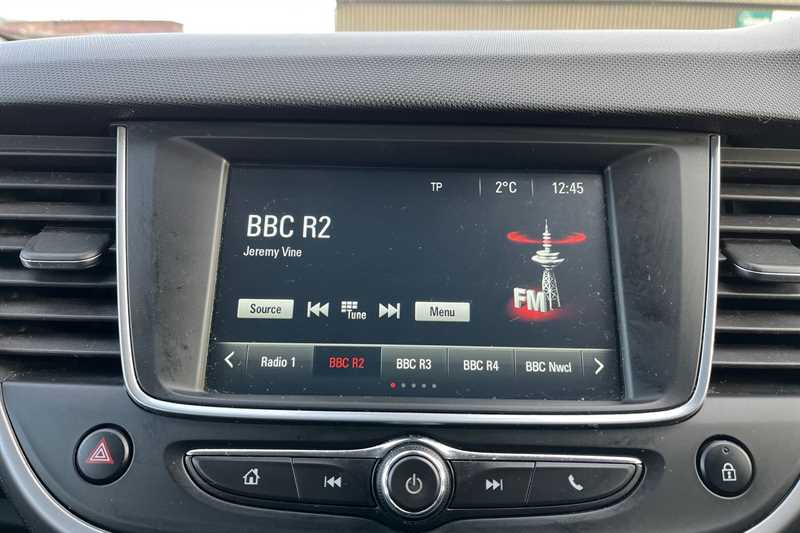 TP 2°C 12:45
BBC R2
Jeremy Vine
FM
Source Tune Menu
Radio 1 BBC R2 BBC R3 BBC R4 BBC Nwcl